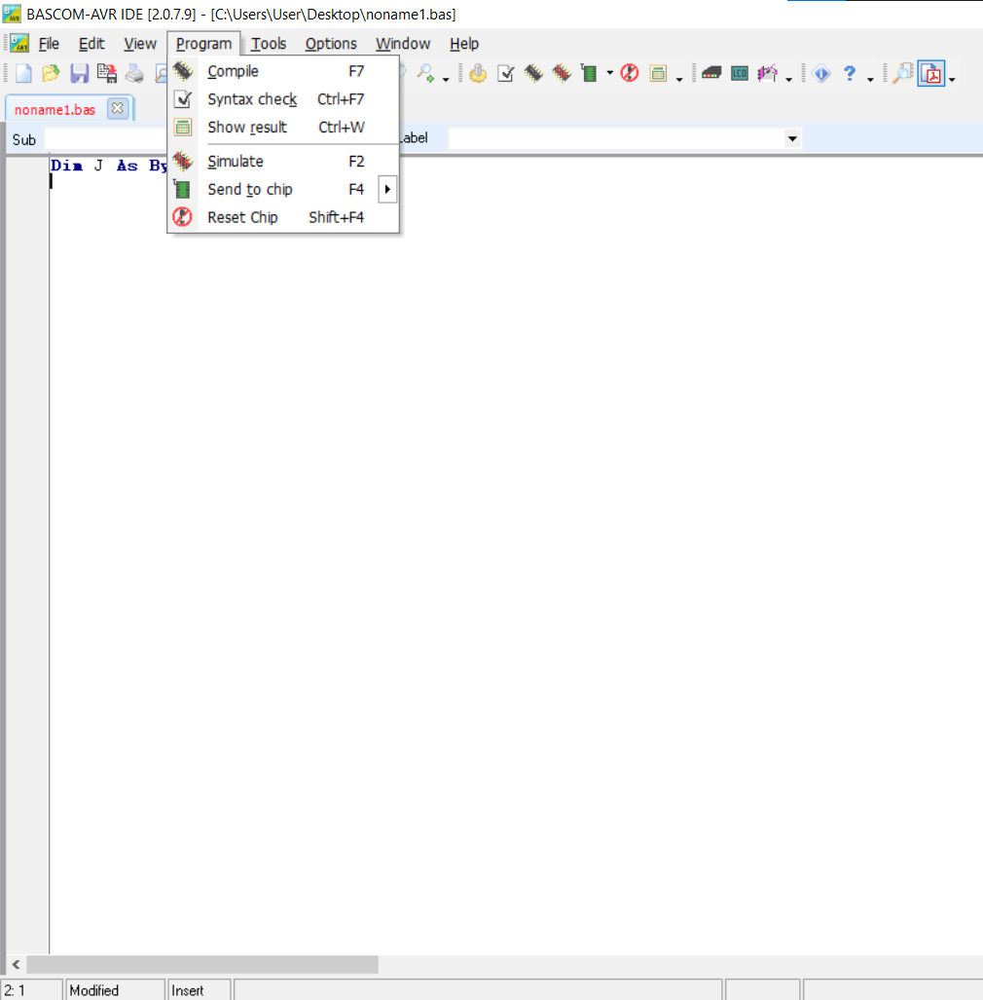 BASCOM-AVR IDE [2.0.7.9] - [C:\Users\User\Desktop\noname1.bas]
File Edit View Program Tools Options Window Help
Compile F7
Syntax check Ctrl+F7
Show result Ctrl+W
Simulate F2
Send to chip F4
Reset Chip Shift+F4
noname1.bas
Sub
Dim J As By
2: 1 Modified Insert